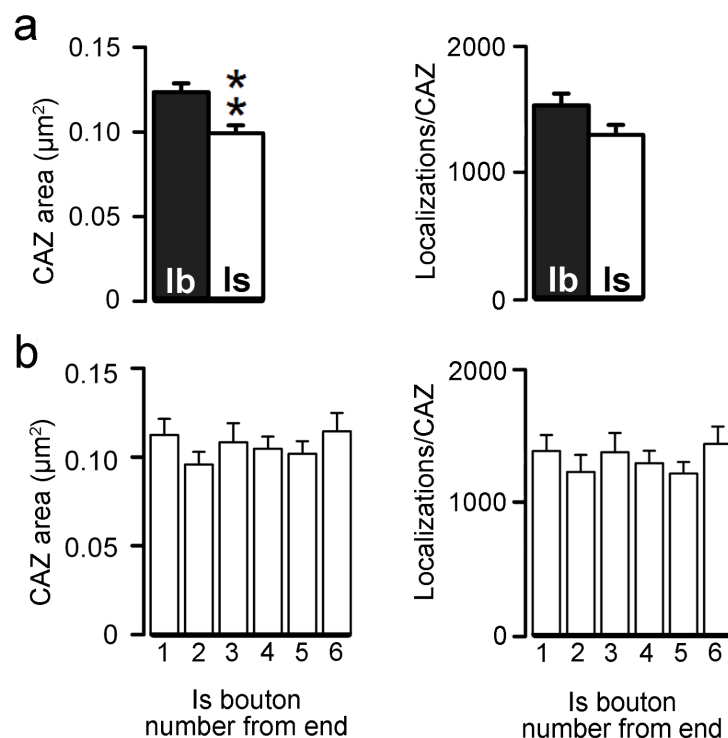 a
0.15
0.10
0.05
0
CAZ area (µm²)
**
Ib Is
2000
1000
0
Localizations/CAZ
Ib Is
b
0.15
0.10
0.05
0
CAZ area (µm²)
1 2 3 4 5 6
Is bouton
number from end
2000
1000
0
Localizations/CAZ
1 2 3 4 5 6
Is bouton
number from end